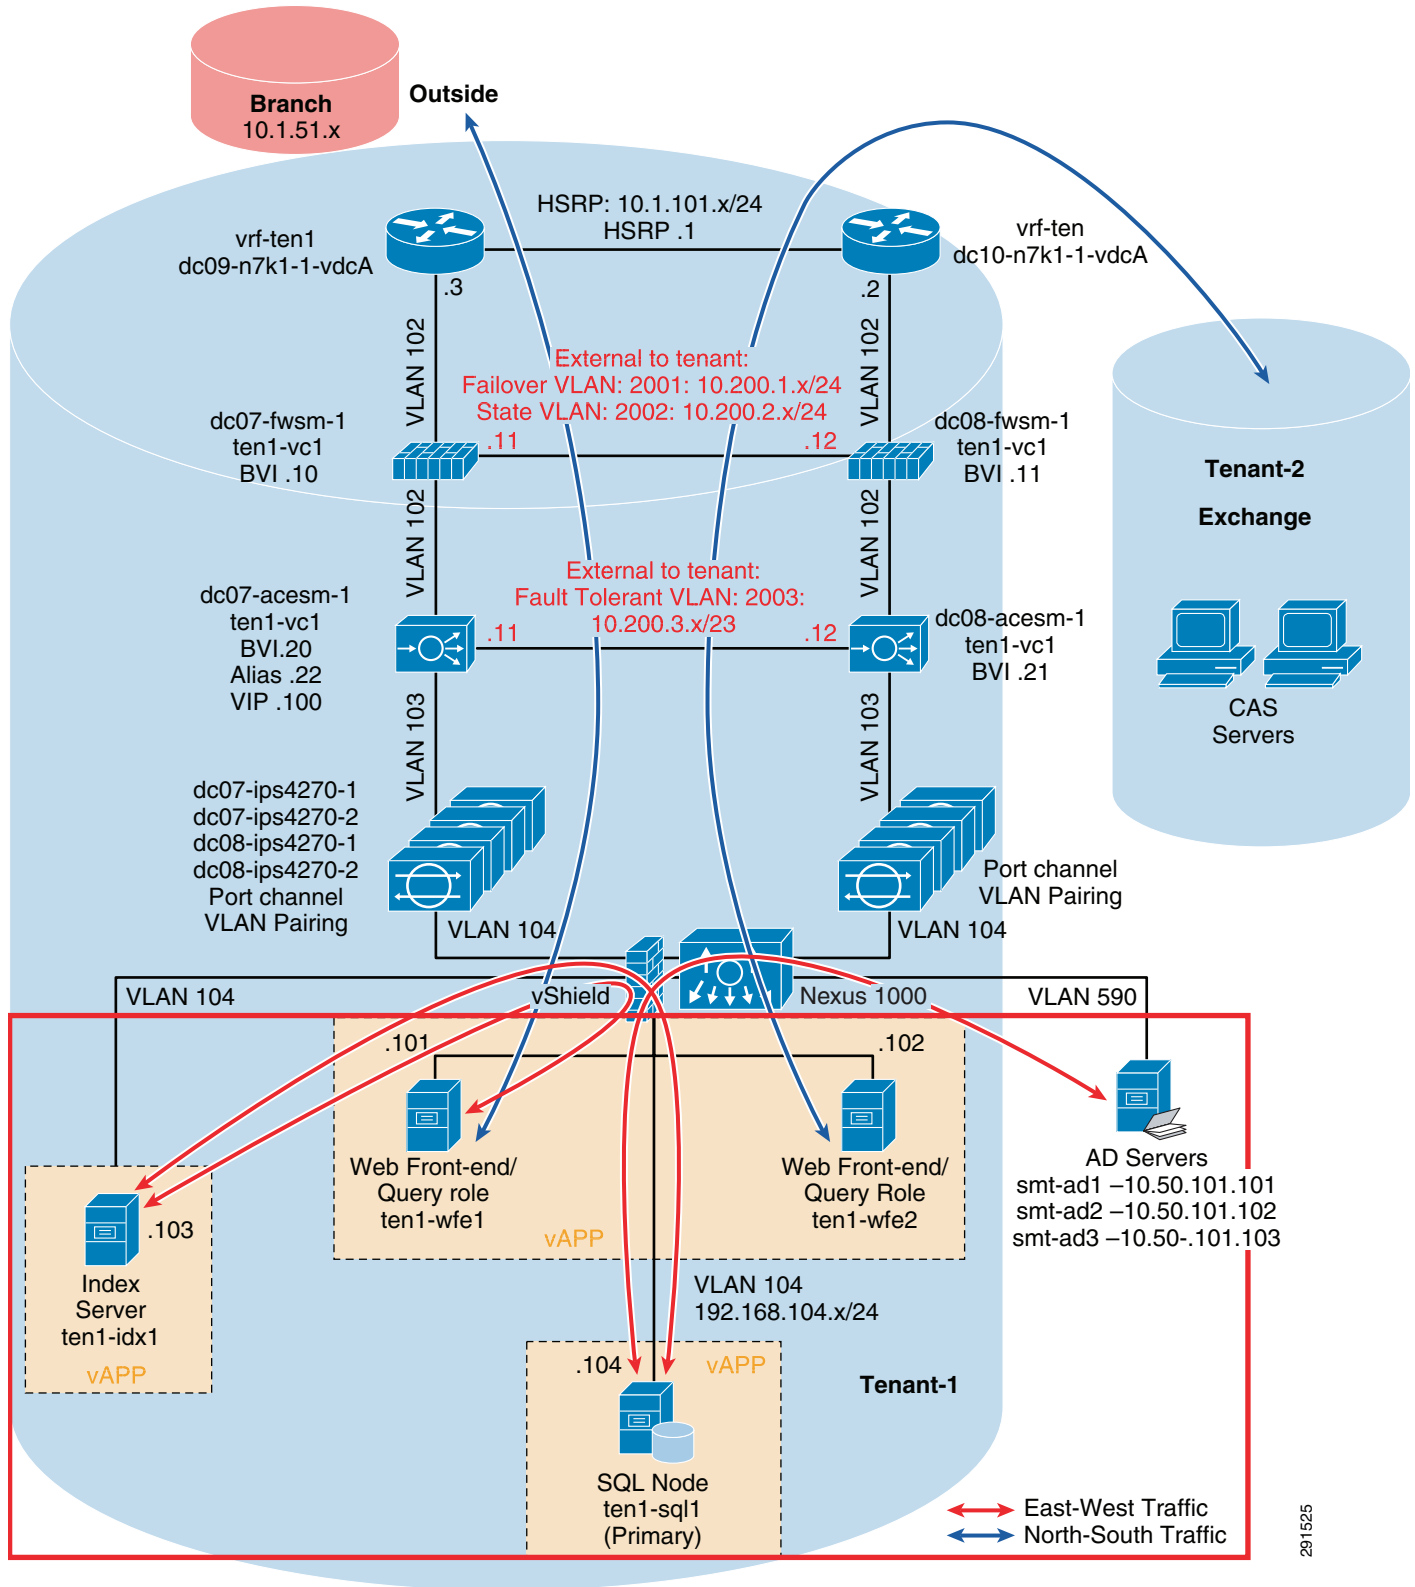 Branch
10.1.51.x
Outside
HSRP: 10.1.101.x/24
HSRP .1
vrf-ten1
dc09-n7k1-1-vdcA
vrf-ten
dc10-n7k1-1-vdcA
.3
.2
VLAN 102
VLAN 102
External to tenant:
Failover VLAN: 2001: 10.200.1.x/24
State VLAN: 2002: 10.200.2.x/24
dc07-fwsm-1
ten1-vc1
BVI .10
.11
.12
dc08-fwsm-1
ten1-vc1
BVI .11
Tenant-2
Exchange
VLAN 102
VLAN 102
External to tenant:
Fault Tolerant VLAN: 2003:
10.200.3.x/23
dc07-acesm-1
ten1-vc1
BVI.20
Alias .22
VIP .100
.11
.12
dc08-acesm-1
ten1-vc1
BVI .21
CAS
Servers
VLAN 103
VLAN 103
dc07-ips4270-1
dc07-ips4270-2
dc08-ips4270-1
dc08-ips4270-2
Port channel
VLAN Pairing
Port channel
VLAN Pairing
VLAN 104
VLAN 104
VLAN 104
vShield
Nexus 1000
VLAN 590
.101
.102
Web Front-end/
Query role
ten1-wfe1
Web Front-end/
Query Role
ten1-wfe2
vAPP
AD Servers
smt-ad1 –10.50.101.101
smt-ad2 –10.50.101.102
smt-ad3 –10.50-.101.103
.103
Index
Server
ten1-idx1
vAPP
VLAN 104
192.168.104.x/24
.104
vAPP
SQL Node
ten1-sql1
(Primary)
Tenant-1
East-West Traffic
North-South Traffic
291525